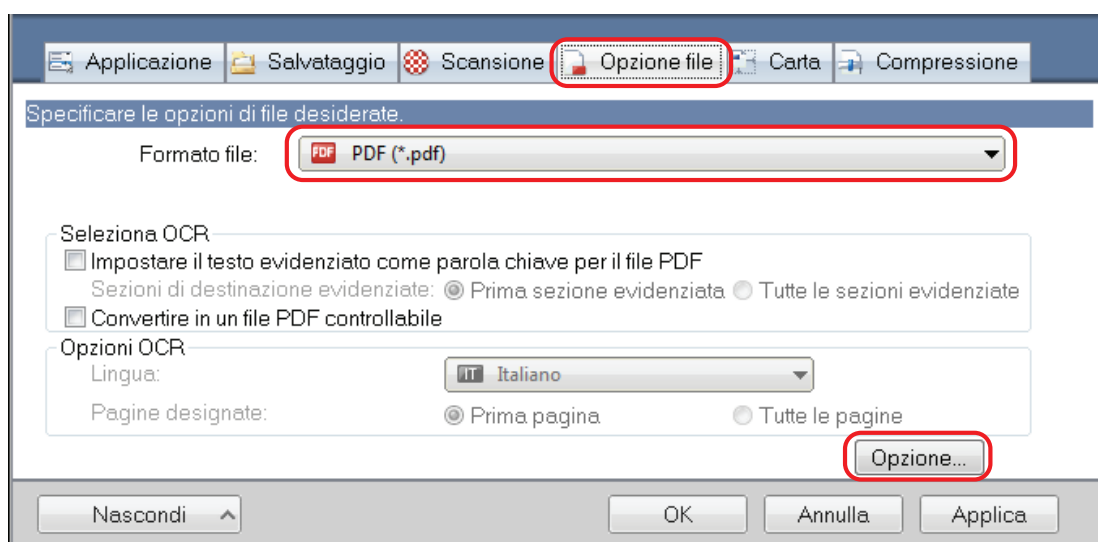 Applicazione Salvataggio Scansione Opzione file Carta Compressione
Specificare le opzioni di file desiderate.
Formato file: PDF PDF (*.pdf)
Seleziona OCR
Impostare il testo evidenziato come parola chiave per il file PDF
Sezioni di destinazione evidenziate: Prima sezione evidenziata Tutte le sezioni evidenziate
Convertire in un file PDF controllabile
Opzioni OCR
Lingua: IT Italiano
Pagine designate: Prima pagina Tutte le pagine
Opzione...
Nascondi OK Annulla Applica